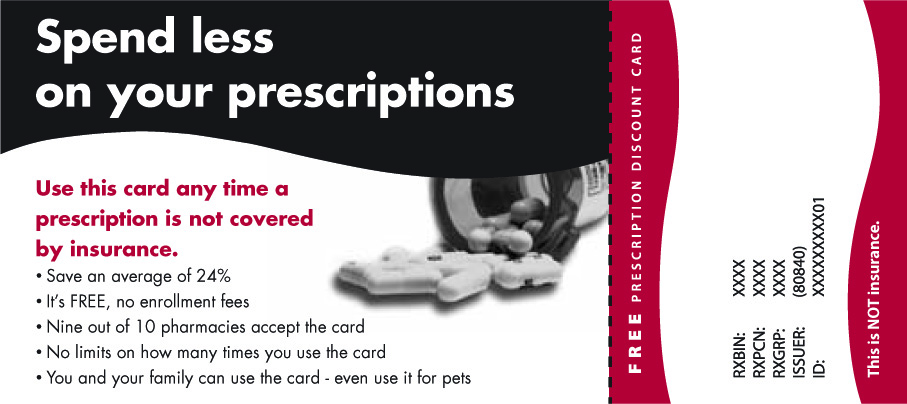 Spend less
on your prescriptions
Use this card any time a
prescription is not covered
by insurance.
• Save an average of 24%
• It's FREE, no enrollment fees
• Nine out of 10 pharmacies accept the card
• No limits on how many times you use the card
• You and your family can use the card - even use it for pets
FREE PRESCRIPTION DISCOUNT CARD
RXBIN: XXXX
RXPCN: XXXX
RXGRP: XXXX
ISSUER: (80840)
ID: XXXXXXXXXX01
This is NOT insurance.